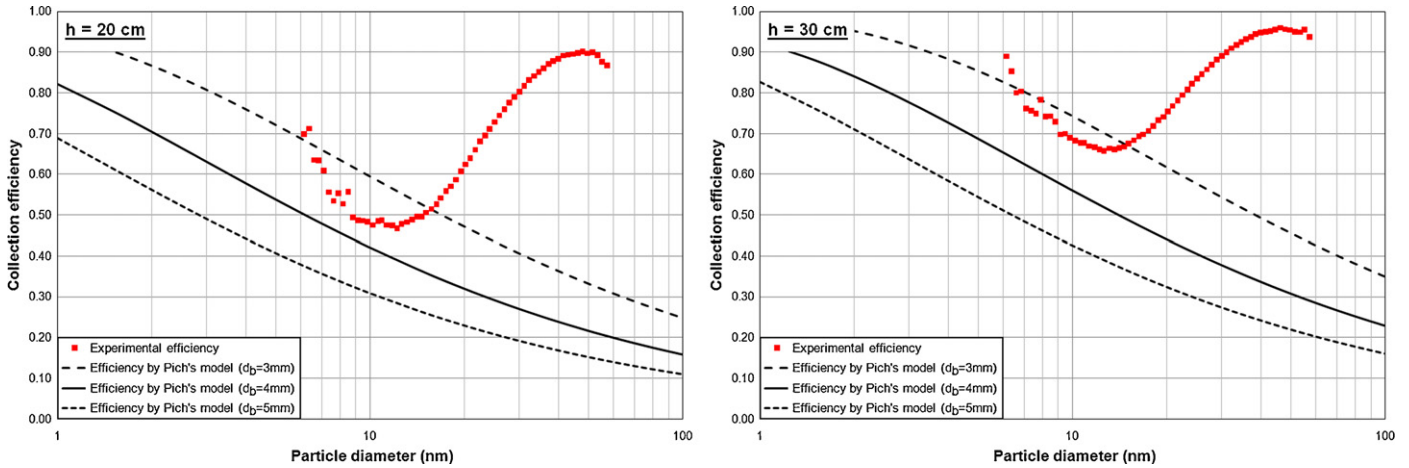 h = 20 cm
Collection efficiency
1.00
0.90
0.80
0.70
0.60
0.50
0.40
0.30
0.20
0.10
0.00
Experimental efficiency
Efficiency by Pich's model (db=3mm)
Efficiency by Pich's model (db=4mm)
Efficiency by Pich's model (db=5mm)
1 10 100
Particle diameter (nm)
h = 30 cm
Collection efficiency
1.00
0.90
0.80
0.70
0.60
0.50
0.40
0.30
0.20
0.10
0.00
Experimental efficiency
Efficiency by Pich's model (db=3mm)
Efficiency by Pich's model (db=4mm)
Efficiency by Pich's model (db=5mm)
1 10 100
Particle diameter (nm)